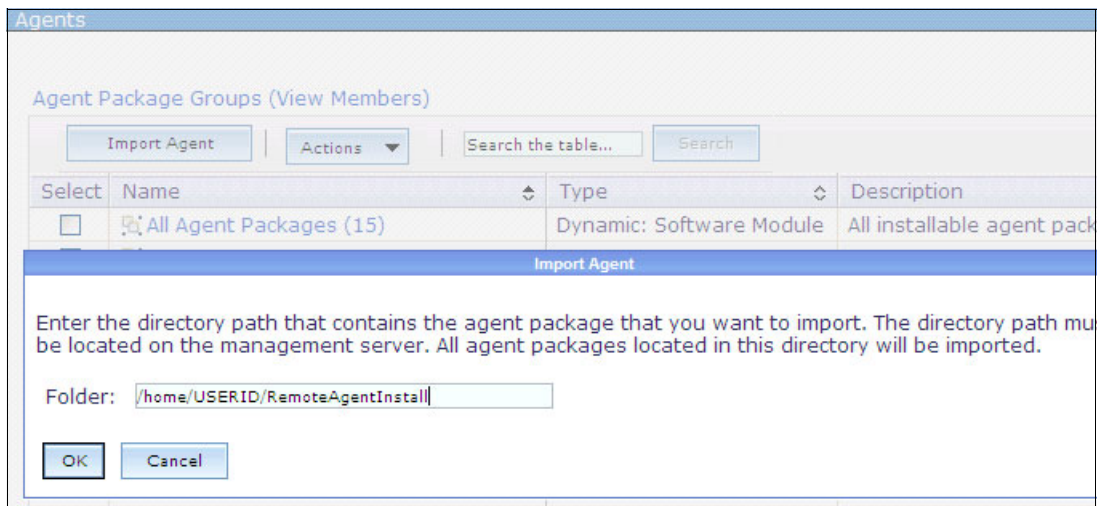 Agents
Agent Package Groups (View Members)
Import Agent Actions Search the table... Search
Select Name Type Description
All Agent Packages (15) Dynamic: Software Module All installable agent pack
Import Agent
Enter the directory path that contains the agent package that you want to import. The directory path mu
be located on the management server. All agent packages located in this directory will be imported.
Folder: /home/USERID/RemoteAgentInstall
OK Cancel